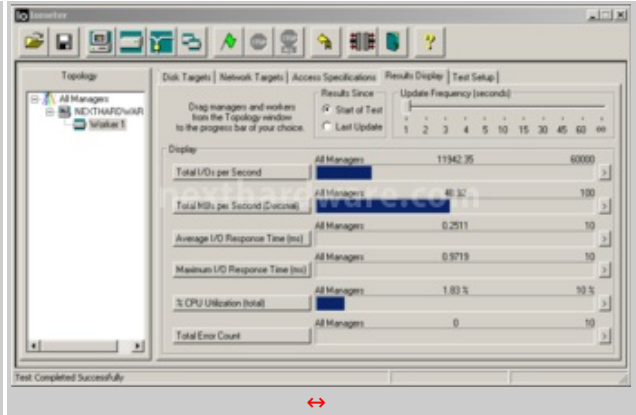 Iometer
Topology
All Managers
NEXTHARDWAR
Worker 1
Disk Targets | Network Targets | Access Specifications | Results Display | Test Setup
Drag managers and workers
from the Topology window
to the progress bar of your choice.
Results Since
Start of Test
Last Update
Update Frequency (seconds)
1 2 3 4 5 10 15 30 45 60 ∞
Display
All Managers 11942.35 60000
Total I/Os per Second
All Managers 100
Total MBs per Second (Decimal)
nexthardware.com
All Managers 0.2511 10
Average I/O Response Time (ms)
All Managers 0.9719 10
Maximum I/O Response Time (ms)
All Managers 1.83 % 10 %
% CPU Utilization (total)
All Managers 0 10
Total Error Count
Test Completed Successfully